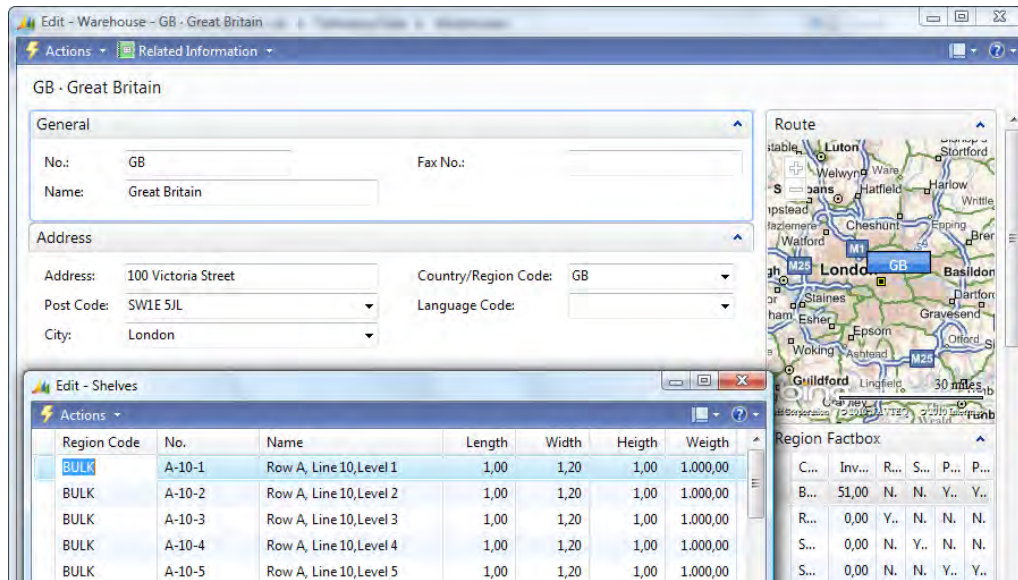 Edit - Warehouse - GB - Great Britain
Actions Related Information
GB · Great Britain
General
No.: GB Fax No.:
Name: Great Britain
Address
Address: 100 Victoria Street Country/Region Code: GB
Post Code: SW1E 5JL Language Code:
City: London
Route
Luton Stortford
Welwyn Ware
Hatfield Harlow
Writtle
Cheshunt Epping
Watford M1 Brer
M25 London GB Basildon
Staines Dartford
Esher Gravesend
Epsom Otford
Woking Ashtead M25
Guildford Lingfield 30 miles
Edit - Shelves
Actions
Region Code No. Name Length Width Heigth Weigth
BULK A-10-1 Row A, Line 10,Level 1 1,00 1,20 1,00 1.000,00
BULK A-10-2 Row A, Line 10,Level 2 1,00 1,20 1,00 1.000,00
BULK A-10-3 Row A, Line 10,Level 3 1,00 1,20 1,00 1.000,00
BULK A-10-4 Row A, Line 10,Level 4 1,00 1,20 1,00 1.000,00
BULK A-10-5 Row A, Line 10,Level 5 1,00 1,20 1,00 1.000,00
Region Factbox
C... Inv... R... S... P... P...
B... 51,00 N. N. Y.. Y..
R... 0,00 Y.. N. N. N.
S... 0,00 N. Y.. N. N.
S... 0,00 N. N. Y.. Y..